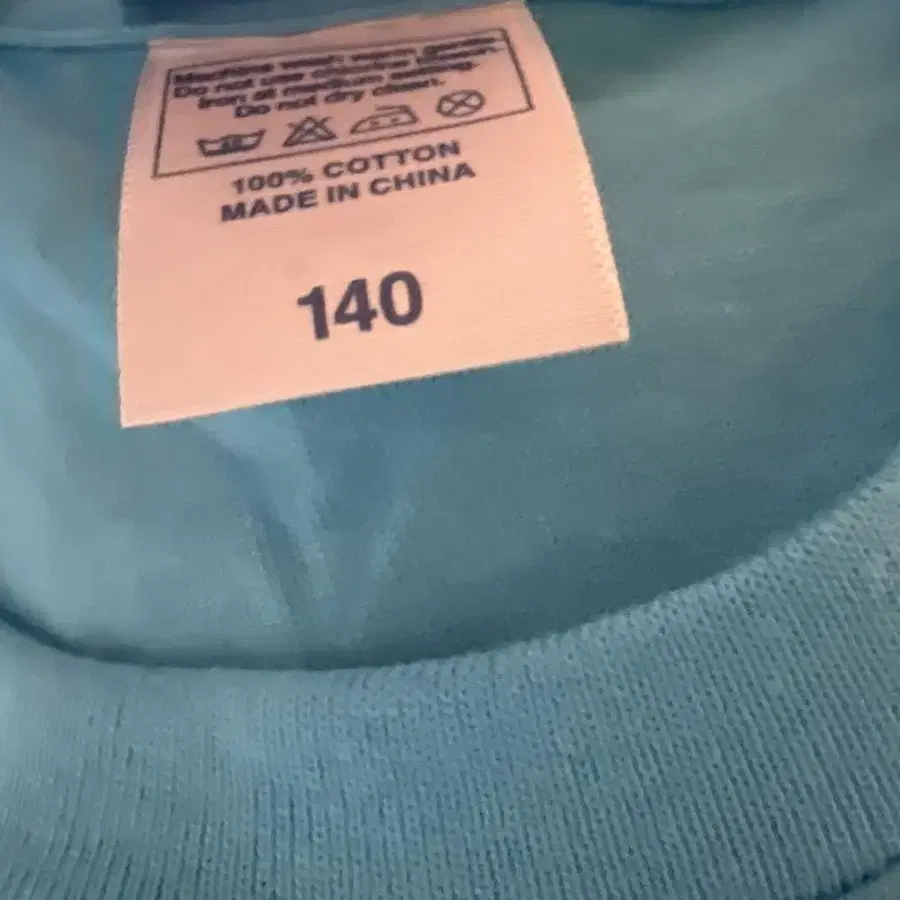 Machine wash warm gentle.
Do not use chlorine bleach.
Iron at medium setting.
Do not dry clean.
100% COTTON
MADE IN CHINA
140